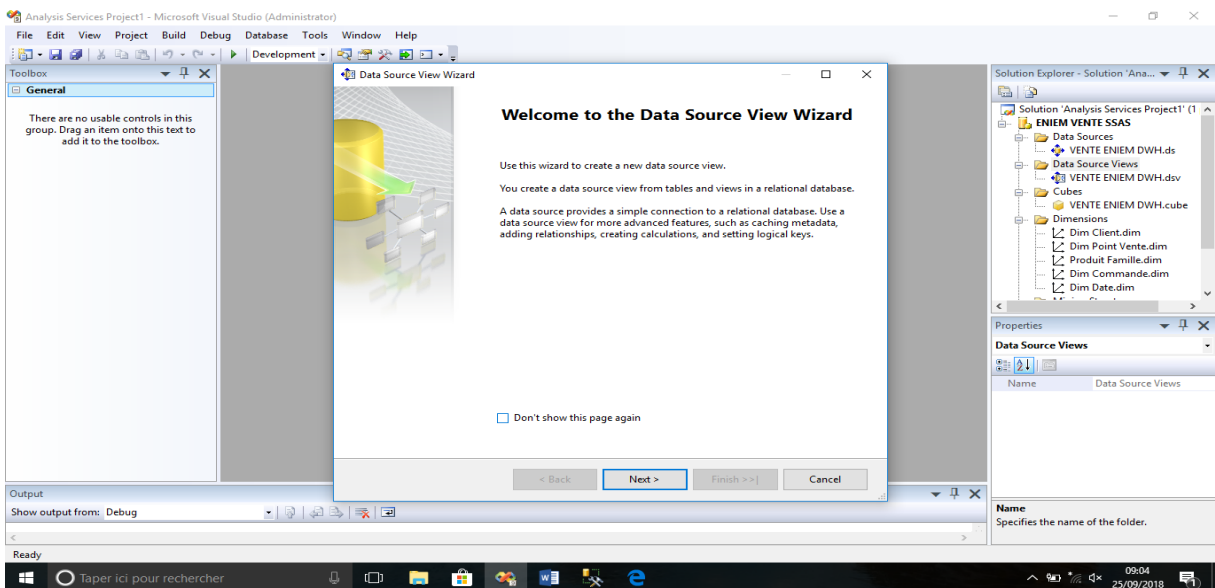 Analysis Services Project1 - Microsoft Visual Studio (Administrator)
File Edit View Project Build Debug Database Tools Window Help
Development
Toolbox
General
There are no usable controls in this
group. Drag an item onto this text to
add it to the toolbox.
Data Source View Wizard
Welcome to the Data Source View Wizard
Use this wizard to create a new data source view.
You create a data source view from tables and views in a relational database.
A data source provides a simple connection to a relational database. Use a
data source view for more advanced features, such as caching metadata,
adding relationships, creating calculations, and setting logical keys.
Don't show this page again
< Back Next > Finish >>| Cancel
Solution Explorer - Solution 'Ana...
Solution 'Analysis Services Project1' (1
ENIEM VENTE SSAS
Data Sources
VENTE ENIEM DWH.ds
Data Source Views
VENTE ENIEM DWH.dsv
Cubes
VENTE ENIEM DWH.cube
Dimensions
Dim Client.dim
Dim Point Vente.dim
Produit Famille.dim
Dim Commande.dim
Dim Date.dim
Properties
Data Source Views
Name Data Source Views
Name
Specifies the name of the folder.
Output
Show output from: Debug
Ready
Taper ici pour rechercher
09:04
25/09/2018